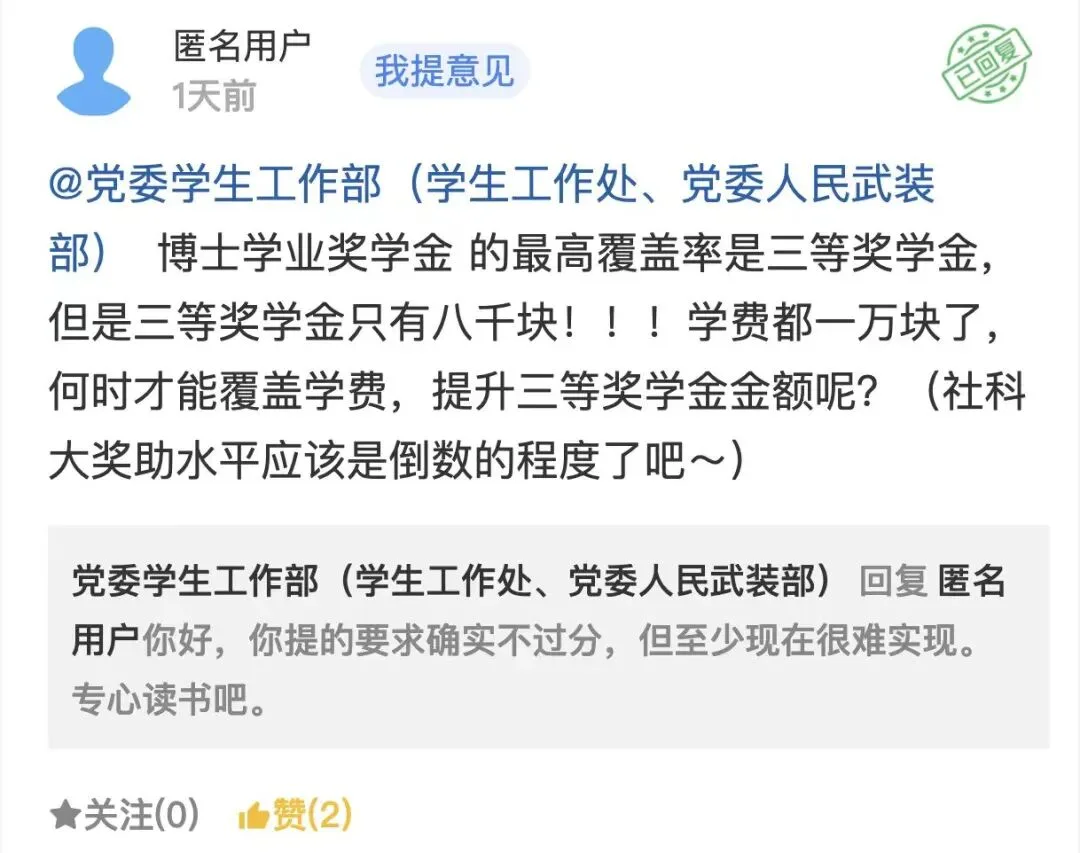 匿名用户
我提意见
1天前
已回复
@党委学生工作部（学生工作处、党委人民武装
部） 博士学业奖学金 的最高覆盖率是三等奖学金，
但是三等奖学金只有八千块！！！学费都一万块了，
何时才能覆盖学费，提升三等奖学金金额呢？（社科
大奖助水平应该是倒数的程度了吧～）
党委学生工作部（学生工作处、党委人民武装部） 回复 匿名
用户你好，你提的要求确实不过分，但至少现在很难实现。
专心读书吧。
关注(0) 赞(2)